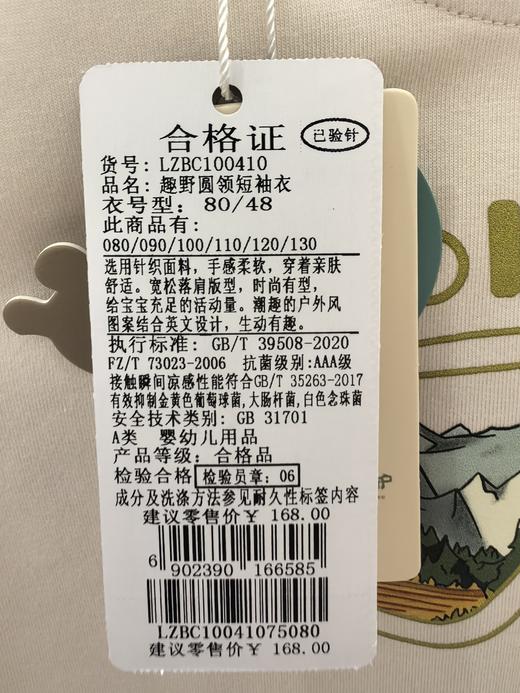 合格证
已验针
货号: LZBC100410
品名: 趣野圆领短袖衣
衣号型: 80/48
此商品有:
080/090/100/110/120/130
选用针织面料，手感柔软，穿着亲肤
舒适。宽松落肩版型，时尚有型，
给宝宝充足的活动量。潮趣的户外风
图案结合英文设计，生动有趣。
执行标准: GB/T 39508-2020
FZ/T 73023-2006 抗菌级别:AAA级
接触瞬间凉感性能符合GB/T 35263-2017
有效抑制金黄色葡萄球菌,大肠杆菌,白色念珠菌
安全技术类别: GB 31701
A类 婴幼儿用品
产品等级: 合格品
检验合格 检验员章: 06
成分及洗涤方法参见耐久性标签内容
建议零售价￥ 168.00
6 902390 166585
LZBC10041075080
建议零售价￥ 168.00
护